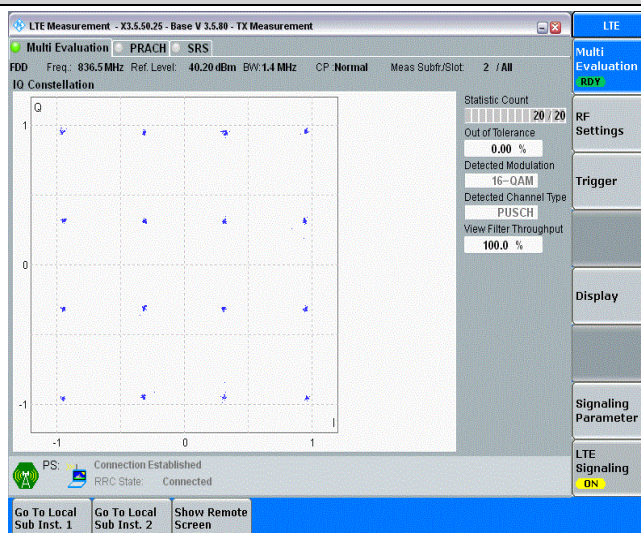 LTE Measurement - X3.5.50.25 - Base V 3.5.80 - TX Measurement
LTE
Multi Evaluation PRACH SRS
Multi
Evaluation
RDY
FDD Freq.: 836.5 MHz Ref. Level: 40.20 dBm BW: 1.4 MHz CP :Normal Meas Subfr./Slot: 2 / All
IQ Constellation
Q
1
0
-1
I
-1 0 1
Statistic Count
20 / 20
Out of Tolerance
0.00 %
Detected Modulation
16-QAM
Detected Channel Type
PUSCH
View Filter Throughput
100.0 %
RF
Settings
Trigger
Display
Signaling
Parameter
LTE
Signaling
ON
PS: Connection Established
RRC State: Connected
Go To Local
Sub Inst. 1
Go To Local
Sub Inst. 2
Show Remote
Screen